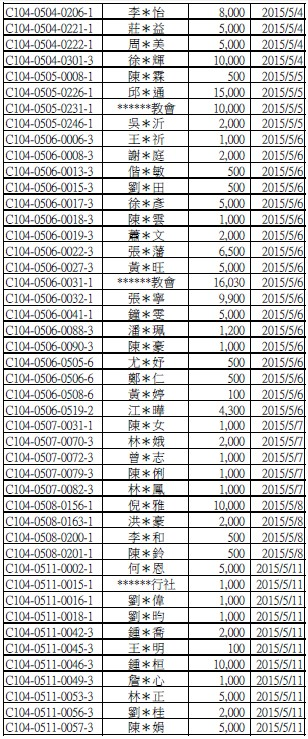 C104-0504-0206-1 李＊怡 8,000 2015/5/4
C104-0504-0221-1 莊＊益 5,000 2015/5/4
C104-0504-0222-1 周＊美 5,000 2015/5/4
C104-0504-0301-3 徐＊輝 10,000 2015/5/4
C104-0505-0008-1 陳＊霖 500 2015/5/5
C104-0505-0226-1 邱＊通 15,000 2015/5/5
C104-0505-0231-1 ******教會 10,000 2015/5/5
C104-0505-0246-1 吳＊沂 2,000 2015/5/5
C104-0506-0006-3 王＊祈 1,000 2015/5/6
C104-0506-0008-3 謝＊庭 2,000 2015/5/6
C104-0506-0013-3 偕＊敏 500 2015/5/6
C104-0506-0015-3 劉＊田 500 2015/5/6
C104-0506-0017-3 徐＊彥 5,000 2015/5/6
C104-0506-0018-3 陳＊雲 1,000 2015/5/6
C104-0506-0019-3 蕭＊文 2,000 2015/5/6
C104-0506-0022-3 張＊藩 6,500 2015/5/6
C104-0506-0027-3 黃＊旺 5,000 2015/5/6
C104-0506-0031-1 ******教會 16,030 2015/5/6
C104-0506-0032-1 張＊寧 9,900 2015/5/6
C104-0506-0041-1 鐘＊雯 5,000 2015/5/6
C104-0506-0088-3 潘＊珮 1,200 2015/5/6
C104-0506-0090-3 陳＊豪 1,000 2015/5/6
C104-0506-0505-6 尤＊妤 500 2015/5/6
C104-0506-0506-6 鄭＊仁 500 2015/5/6
C104-0506-0508-6 黃＊婷 100 2015/5/6
C104-0506-0519-2 江＊曄 4,300 2015/5/6
C104-0507-0031-1 陳＊女 1,000 2015/5/7
C104-0507-0070-3 林＊娥 2,000 2015/5/7
C104-0507-0072-3 曾＊志 1,000 2015/5/7
C104-0507-0079-3 陳＊俐 1,000 2015/5/7
C104-0507-0082-3 林＊鳳 1,000 2015/5/7
C104-0508-0156-1 倪＊雅 10,000 2015/5/8
C104-0508-0163-1 洪＊豪 2,000 2015/5/8
C104-0508-0200-1 李＊和 500 2015/5/8
C104-0508-0201-1 陳＊鈴 500 2015/5/8
C104-0511-0002-1 何＊恩 5,000 2015/5/11
C104-0511-0015-1 ******行社 1,000 2015/5/11
C104-0511-0016-1 劉＊偉 1,000 2015/5/11
C104-0511-0018-1 劉＊昀 1,000 2015/5/11
C104-0511-0042-3 鍾＊喬 2,000 2015/5/11
C104-0511-0045-3 王＊明 100 2015/5/11
C104-0511-0046-3 鍾＊桓 10,000 2015/5/11
C104-0511-0049-3 詹＊心 1,000 2015/5/11
C104-0511-0053-3 林＊正 5,000 2015/5/11
C104-0511-0056-3 劉＊桂 2,000 2015/5/11
C104-0511-0057-3 陳＊娟 5,000 2015/5/11